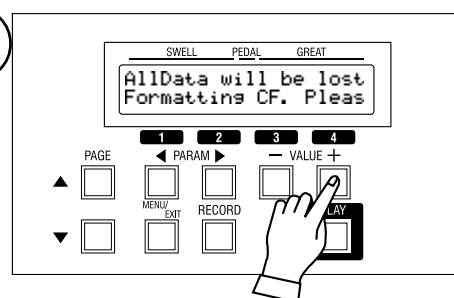 SWELL PEDAL GREAT
AllData will be lost
Formatting CF. Pleas
1 2 3 4
PAGE ◀ PARAM ▶ — VALUE +
▲
MENU/
EXIT RECORD LAY
▼